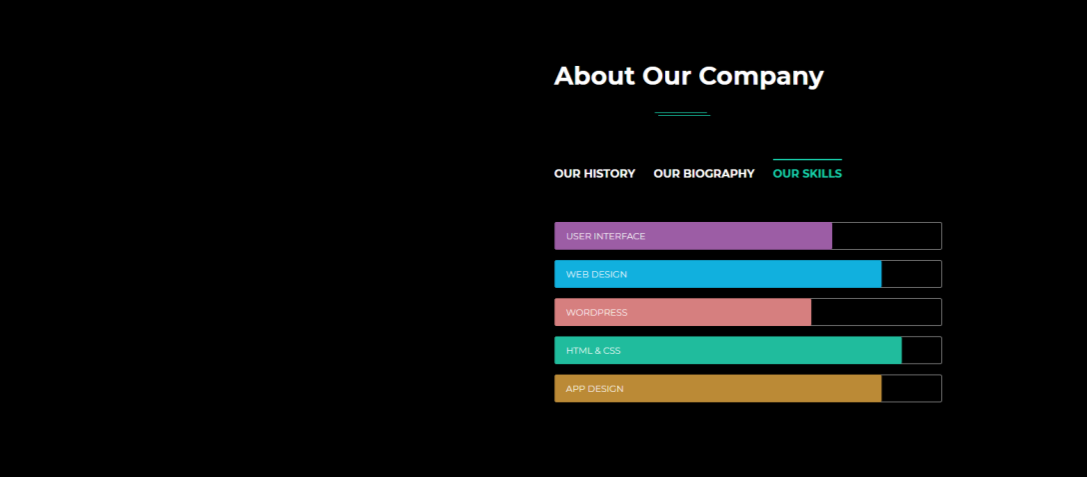 About Our Company
OUR HISTORY OUR BIOGRAPHY OUR SKILLS
USER INTERFACE
WEB DESIGN
WORDPRESS
HTML & CSS
APP DESIGN